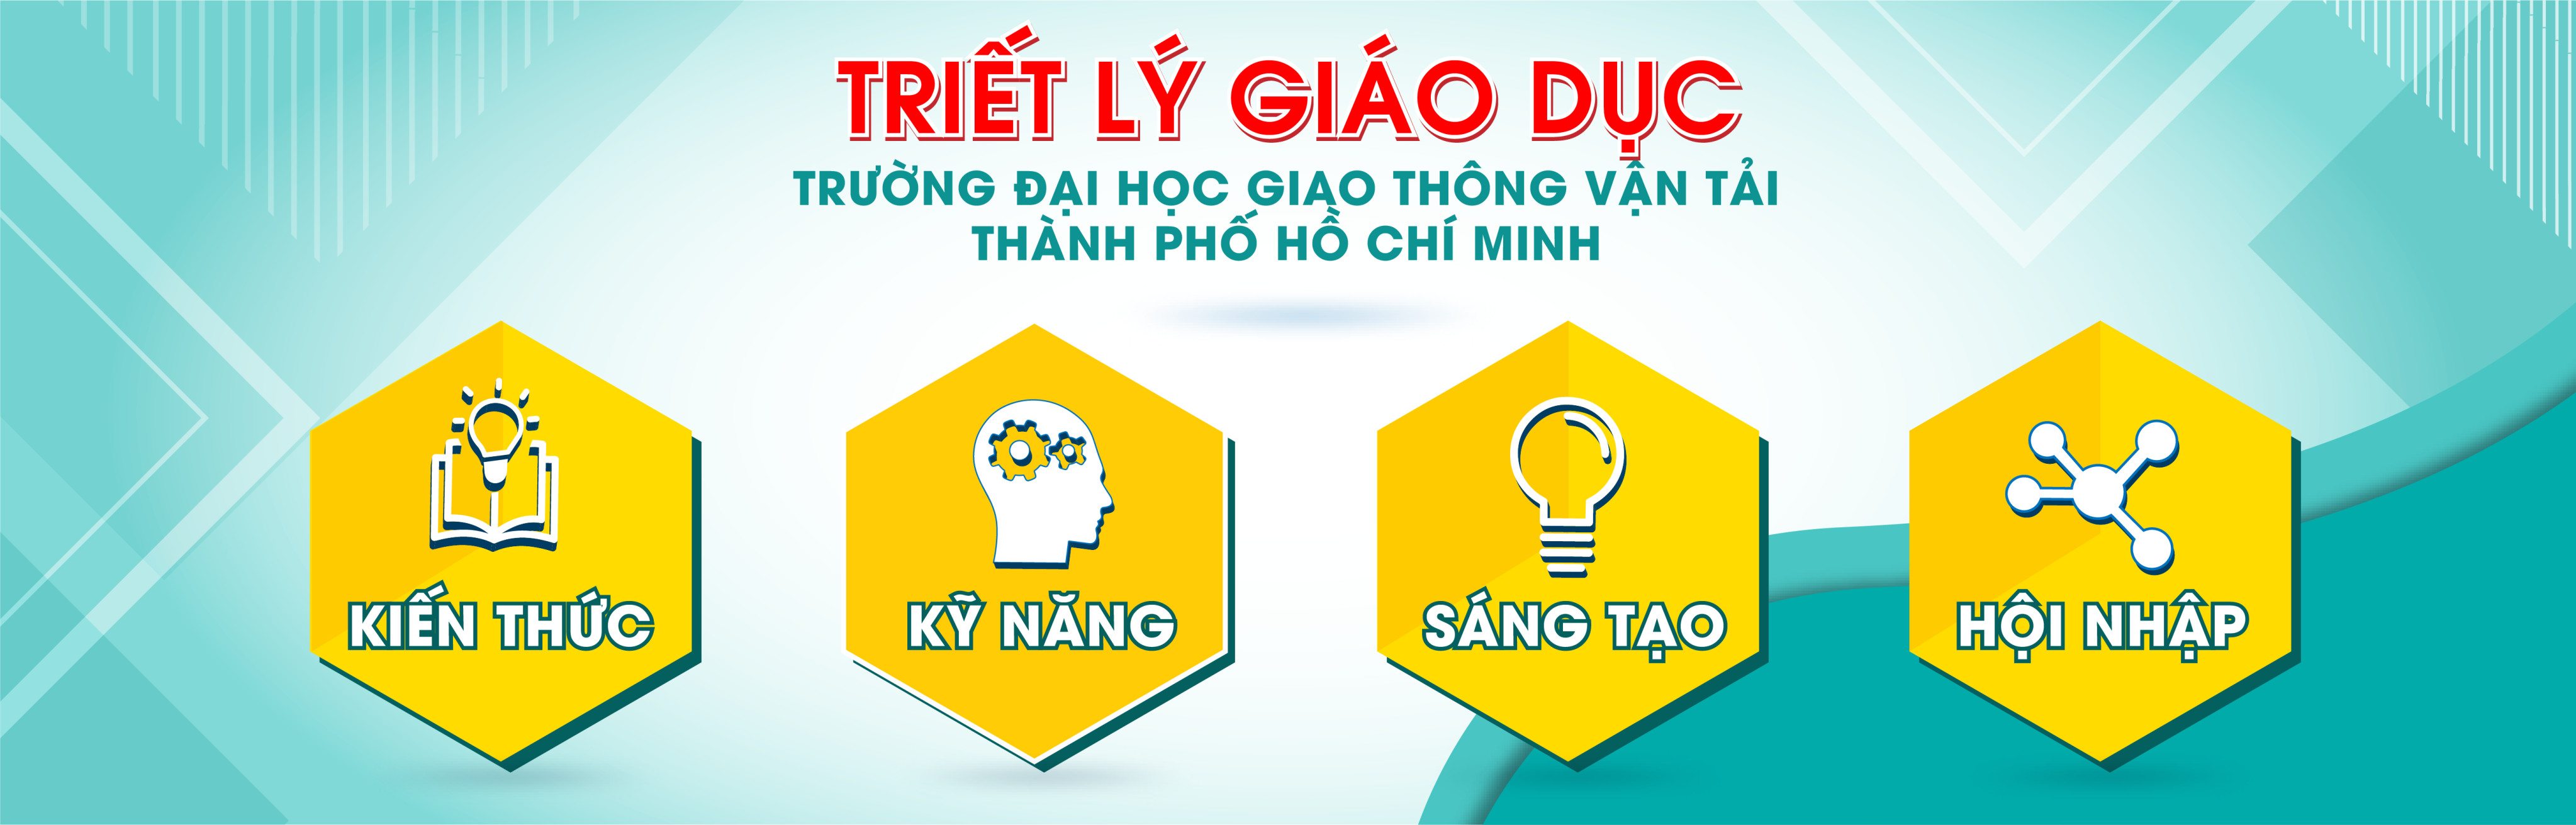 TRIẾT LÝ GIÁO DỤC
TRƯỜNG ĐẠI HỌC GIAO THÔNG VẬN TẢI
THÀNH PHỐ HỒ CHÍ MINH
KIẾN THỨC
KỸ NĂNG
SÁNG TẠO
HỘI NHẬP